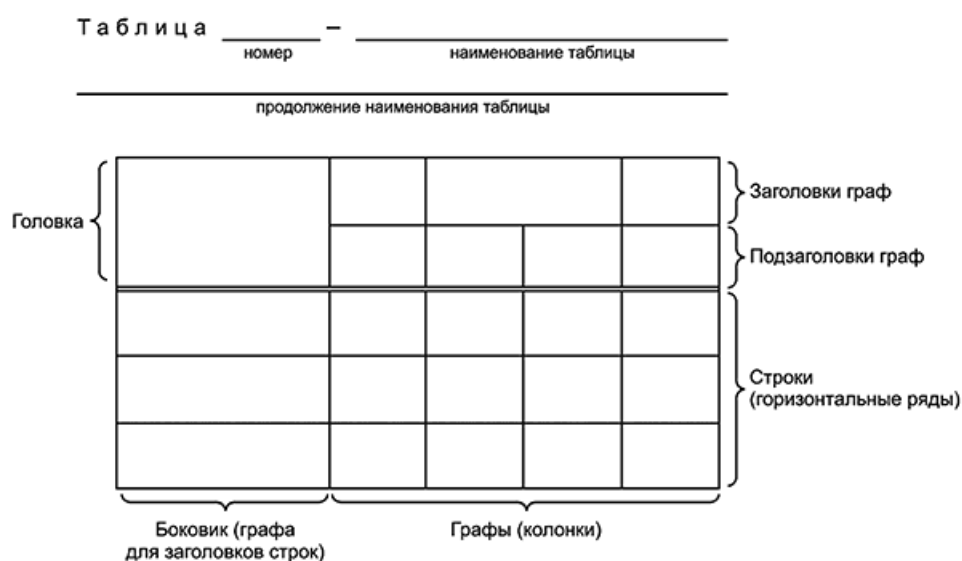 Таблица – 
номер наименование таблицы
продолжение наименования таблицы
Головка
Заголовки граф
Подзаголовки граф
Строки
(горизонтальные ряды)
Боковик (графа
для заголовков строк)
Графы (колонки)